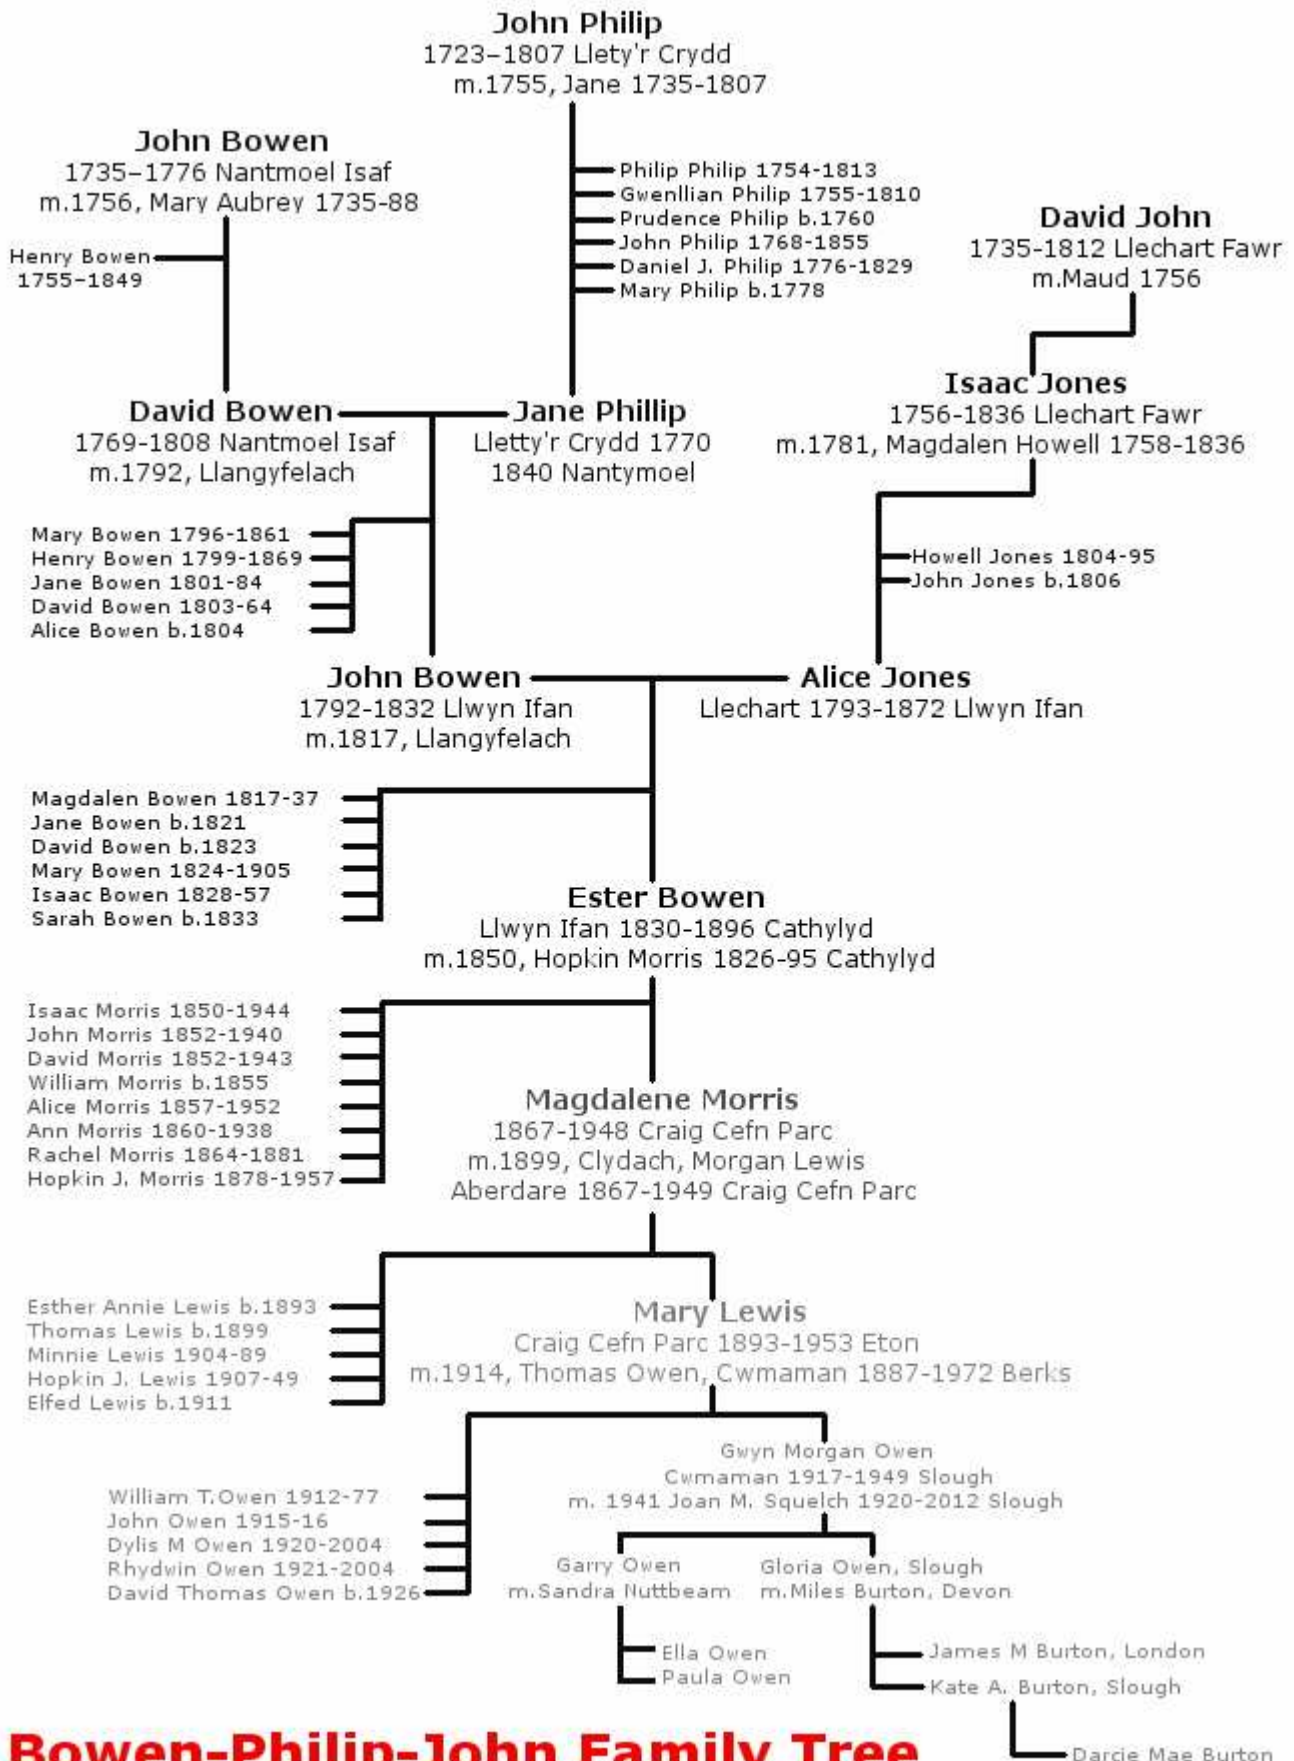 John Philip
1723–1807 Llety'r Crydd
m.1755, Jane 1735-1807
John Bowen
1735–1776 Nantmoel Isaf
m.1756, Mary Aubrey 1735-88
Henry Bowen
1755–1849
Philip Philip 1754-1813
Gwenllian Philip 1755-1810
Prudence Philip b.1760
John Philip 1768-1855
Daniel J. Philip 1776-1829
Mary Philip b.1778
David John
1735-1812 Llechart Fawr
m.Maud 1756
Isaac Jones
1756-1836 Llechart Fawr
m.1781, Magdalen Howell 1758-1836
David Bowen
1769-1808 Nantmoel Isaf
m.1792, Llangyfelach
Jane Phillip
Lletty'r Crydd 1770
1840 Nantymoel
Mary Bowen 1796-1861
Henry Bowen 1799-1869
Jane Bowen 1801-84
David Bowen 1803-64
Alice Bowen b.1804
Howell Jones 1804-95
John Jones b.1806
John Bowen
1792-1832 Llwyn Ifan
m.1817, Llangyfelach
Alice Jones
Llechart 1793-1872 Llwyn Ifan
Magdalen Bowen 1817-37
Jane Bowen b.1821
David Bowen b.1823
Mary Bowen 1824-1905
Isaac Bowen 1828-57
Sarah Bowen b.1833
Ester Bowen
Llwyn Ifan 1830-1896 Cathylyd
m.1850, Hopkin Morris 1826-95 Cathylyd
Isaac Morris 1850-1944
John Morris 1852-1940
David Morris 1852-1943
William Morris b.1855
Alice Morris 1857-1952
Ann Morris 1860-1938
Rachel Morris 1864-1881
Hopkin J. Morris 1878-1957
Magdalene Morris
1867-1948 Craig Cefn Parc
m.1899, Clydach, Morgan Lewis
Aberdare 1867-1949 Craig Cefn Parc
Esther Annie Lewis b.1893
Thomas Lewis b.1899
Minnie Lewis 1904-89
Hopkin J. Lewis 1907-49
Elfed Lewis b.1911
Mary Lewis
Craig Cefn Parc 1893-1953 Eton
m.1914, Thomas Owen, Cwmaman 1887-1972 Berks
Gwyn Morgan Owen
Cwmaman 1917-1949 Slough
m. 1941 Joan M. Squelch 1920-2012 Slough
William T.Owen 1912-77
John Owen 1915-16
Dylis M Owen 1920-2004
Rhydwin Owen 1921-2004
David Thomas Owen b.1926
Garry Owen
m.Sandra Nuttbeam
Gloria Owen, Slough
m.Miles Burton, Devon
Ella Owen
Paula Owen
James M Burton, London
Kate A. Burton, Slough
Darcie Mae Burton
Bowen-Philip-John Family Tree